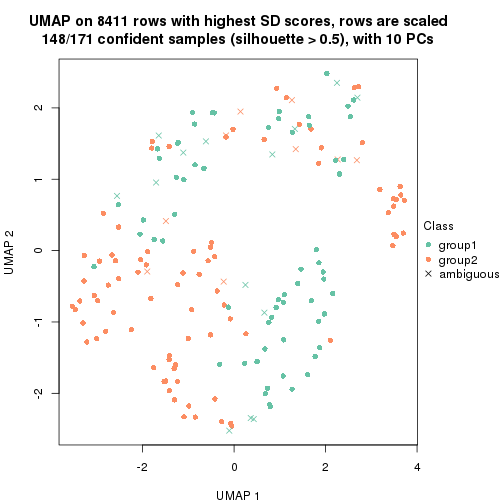 UMAP on 8411 rows with highest SD scores, rows are scaled
148/171 confident samples (silhouette > 0.5), with 10 PCs
2
1
0
-1
-2
UMAP 2
-2
0
2
4
UMAP 1
Class
group1
group2
ambiguous